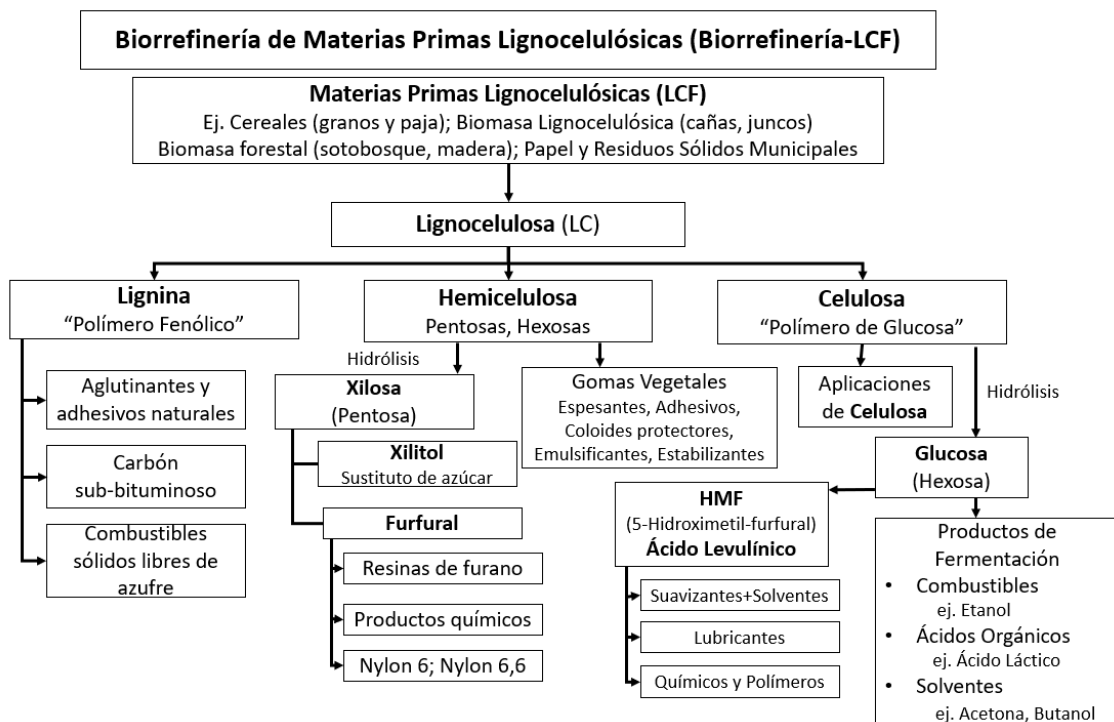 Biorrefinería de Materias Primas Lignocelulósicas (Biorrefinería-LCF)
Materias Primas Lignocelulósicas (LCF)
Ej. Cereales (granos y paja); Biomasa Lignocelulósica (cañas, juncos)
Biomasa forestal (sotobosque, madera); Papel y Residuos Sólidos Municipales
Lignocelulosa (LC)
Lignina
“Polímero Fenólico”
Aglutinantes y
adhesivos naturales
Carbón
sub-bituminoso
Combustibles
sólidos libres de
azufre
Hemicelulosa
Pentosas, Hexosas
Hidrólisis
Xilosa
(Pentosa)
Xilitol
Sustituto de azúcar
Furfural
Resinas de furano
Productos químicos
Nylon 6; Nylon 6,6
Gomas Vegetales
Espesantes, Adhesivos,
Coloides protectores,
Emulsificantes, Estabilizantes
Celulosa
“Polímero de Glucosa”
Aplicaciones
de Celulosa
Hidrólisis
Glucosa
(Hexosa)
HMF
(5-Hidroximetil-furfural)
Ácido Levulínico
Suavizantes+Solventes
Lubricantes
Químicos y Polímeros
Productos de
Fermentación
• Combustibles
ej. Etanol
• Ácidos Orgánicos
ej. Ácido Láctico
• Solventes
ej. Acetona, Butanol